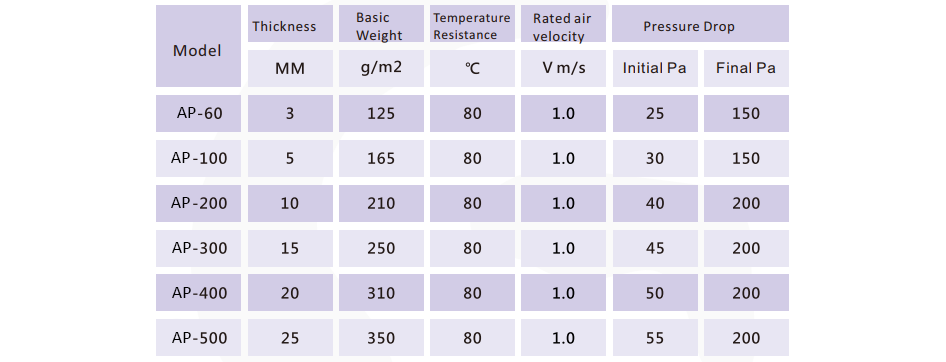 Model Thickness Basic Weight Temperature Resistance Rated air velocity Pressure Drop
MM g/m2 ℃ V m/s Initial Pa Final Pa
AP-60 3 125 80 1.0 25 150
AP-100 5 165 80 1.0 30 150
AP-200 10 210 80 1.0 40 200
AP-300 15 250 80 1.0 45 200
AP-400 20 310 80 1.0 50 200
AP-500 25 350 80 1.0 55 200